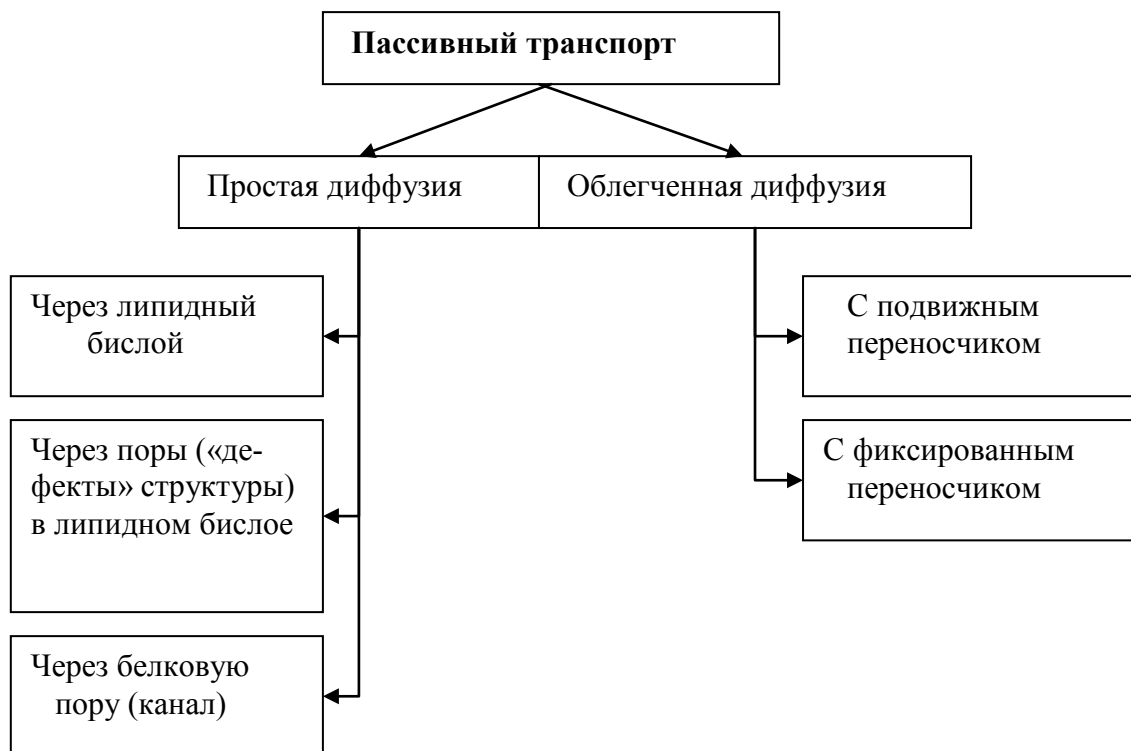 Пассивный транспорт
Простая диффузия
Облегченная диффузия
Через липидный
бислой
Через поры («де-
фекты» структуры)
в липидном бислое
Через белковую
пору (канал)
С подвижным
переносчиком
С фиксированным
переносчиком